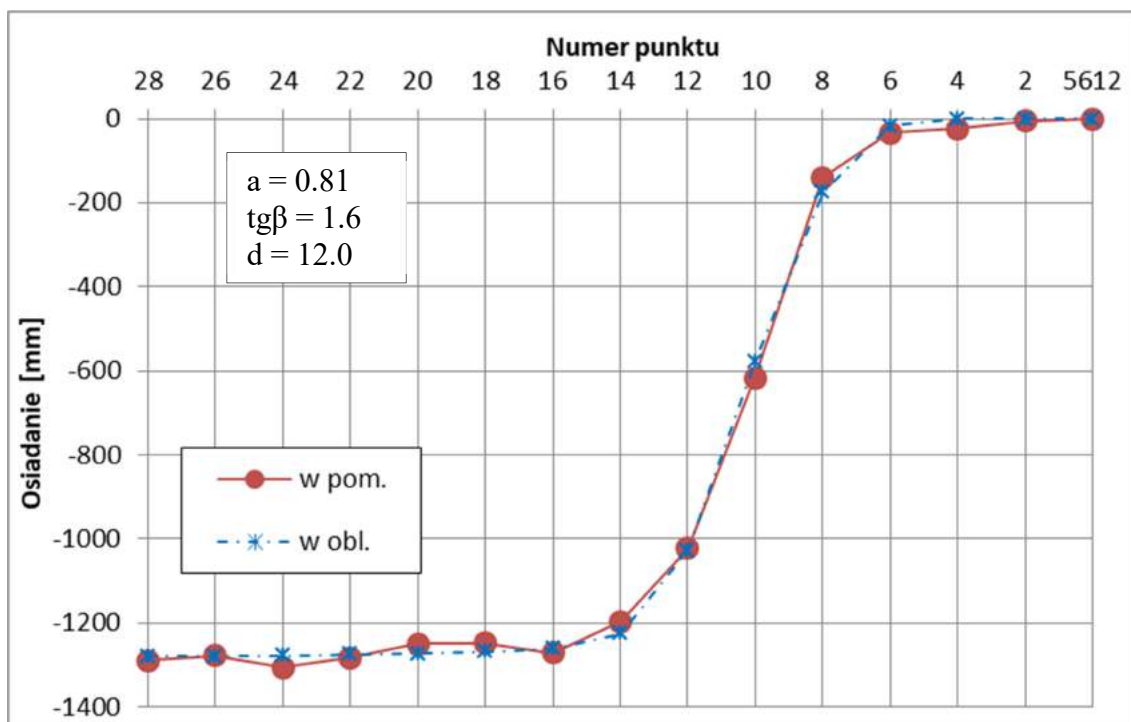 Numer punktu
28 26 24 22 20 18 16 14 12 10 8 6 4 2 5612
0
-200
-400
-600
-800
-1000
-1200
-1400
Osiadanie [mm]
a = 0.81
tgβ = 1.6
d = 12.0
w pom.
w obl.